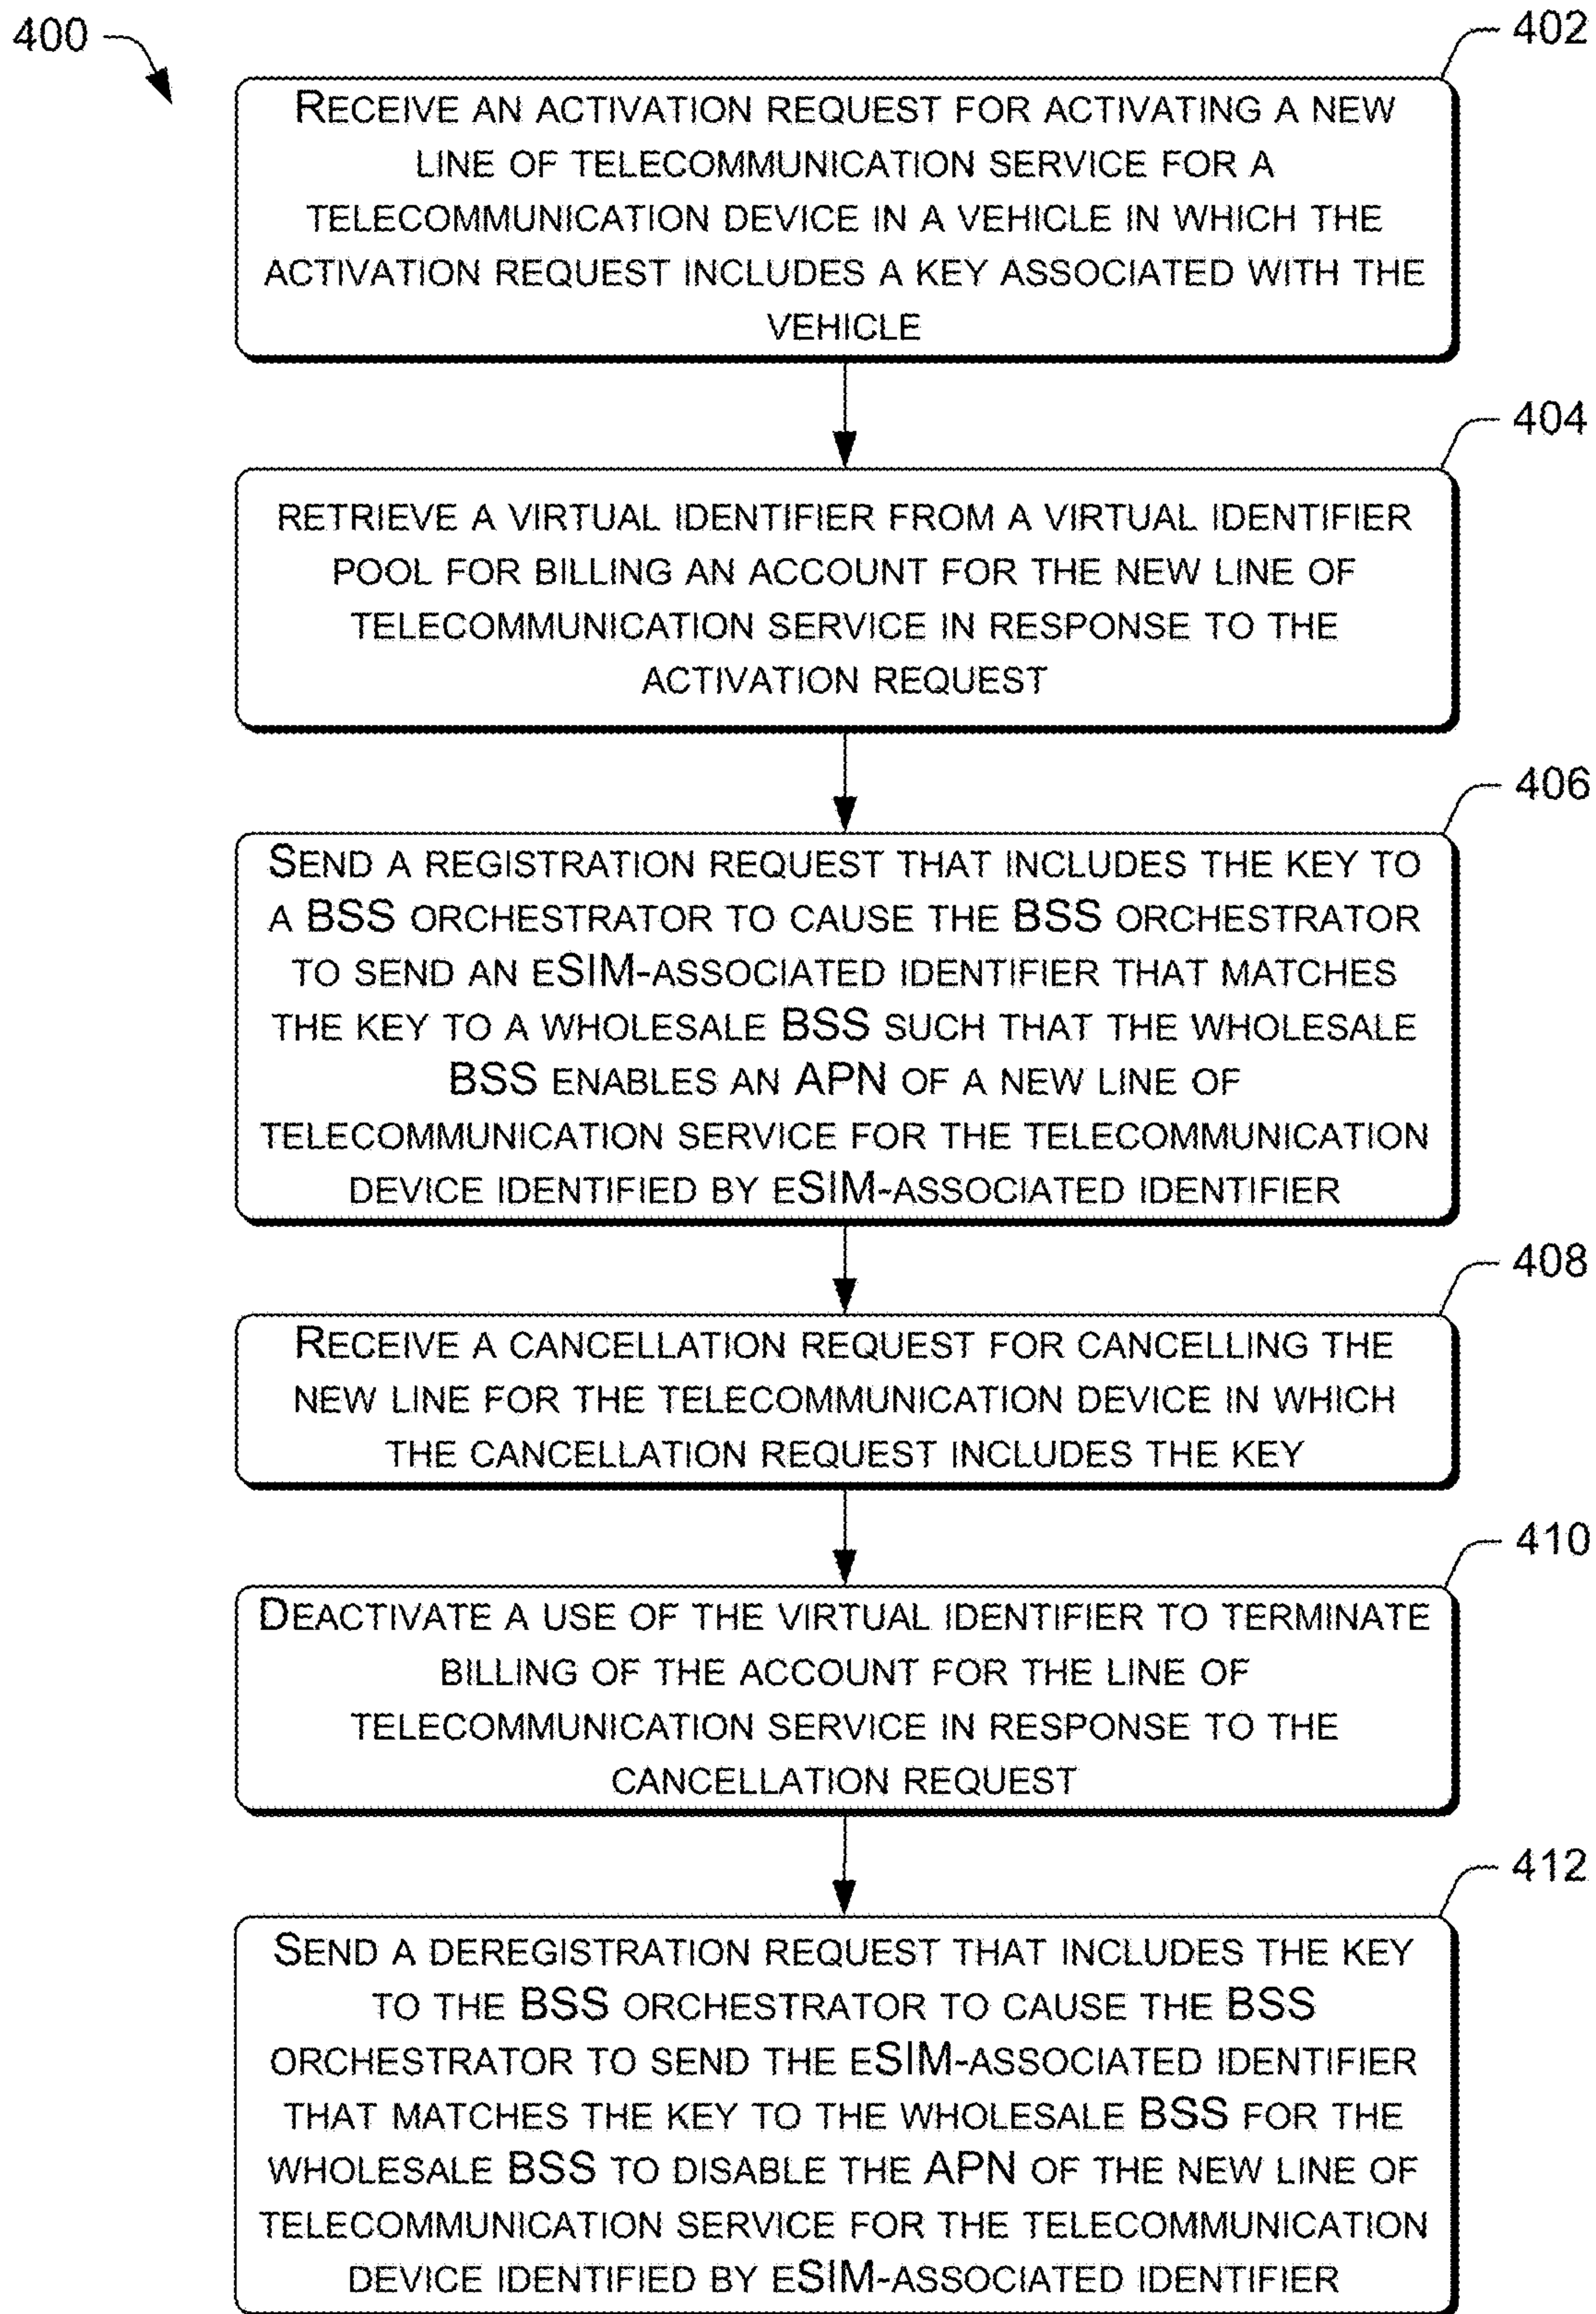 400
402
RECEIVE AN ACTIVATION REQUEST FOR ACTIVATING A NEW
LINE OF TELECOMMUNICATION SERVICE FOR A
TELECOMMUNICATION DEVICE IN A VEHICLE IN WHICH THE
ACTIVATION REQUEST INCLUDES A KEY ASSOCIATED WITH THE
VEHICLE
404
RETRIEVE A VIRTUAL IDENTIFIER FROM A VIRTUAL IDENTIFIER
POOL FOR BILLING AN ACCOUNT FOR THE NEW LINE OF
TELECOMMUNICATION SERVICE IN RESPONSE TO THE
ACTIVATION REQUEST
406
SEND A REGISTRATION REQUEST THAT INCLUDES THE KEY TO
A BSS ORCHESTRATOR TO CAUSE THE BSS ORCHESTRATOR
TO SEND AN ESIM-ASSOCIATED IDENTIFIER THAT MATCHES
THE KEY TO A WHOLESALE BSS SUCH THAT THE WHOLESALE
BSS ENABLES AN APN OF A NEW LINE OF
TELECOMMUNICATION SERVICE FOR THE TELECOMMUNICATION
DEVICE IDENTIFIED BY ESIM-ASSOCIATED IDENTIFIER
408
RECEIVE A CANCELLATION REQUEST FOR CANCELLING THE
NEW LINE FOR THE TELECOMMUNICATION DEVICE IN WHICH
THE CANCELLATION REQUEST INCLUDES THE KEY
410
DEACTIVATE A USE OF THE VIRTUAL IDENTIFIER TO TERMINATE
BILLING OF THE ACCOUNT FOR THE LINE OF
TELECOMMUNICATION SERVICE IN RESPONSE TO THE
CANCELLATION REQUEST
412
SEND A DEREGISTRATION REQUEST THAT INCLUDES THE KEY
TO THE BSS ORCHESTRATOR TO CAUSE THE BSS
ORCHESTRATOR TO SEND THE ESIM-ASSOCIATED IDENTIFIER
THAT MATCHES THE KEY TO THE WHOLESALE BSS FOR THE
WHOLESALE BSS TO DISABLE THE APN OF THE NEW LINE OF
TELECOMMUNICATION SERVICE FOR THE TELECOMMUNICATION
DEVICE IDENTIFIED BY ESIM-ASSOCIATED IDENTIFIER